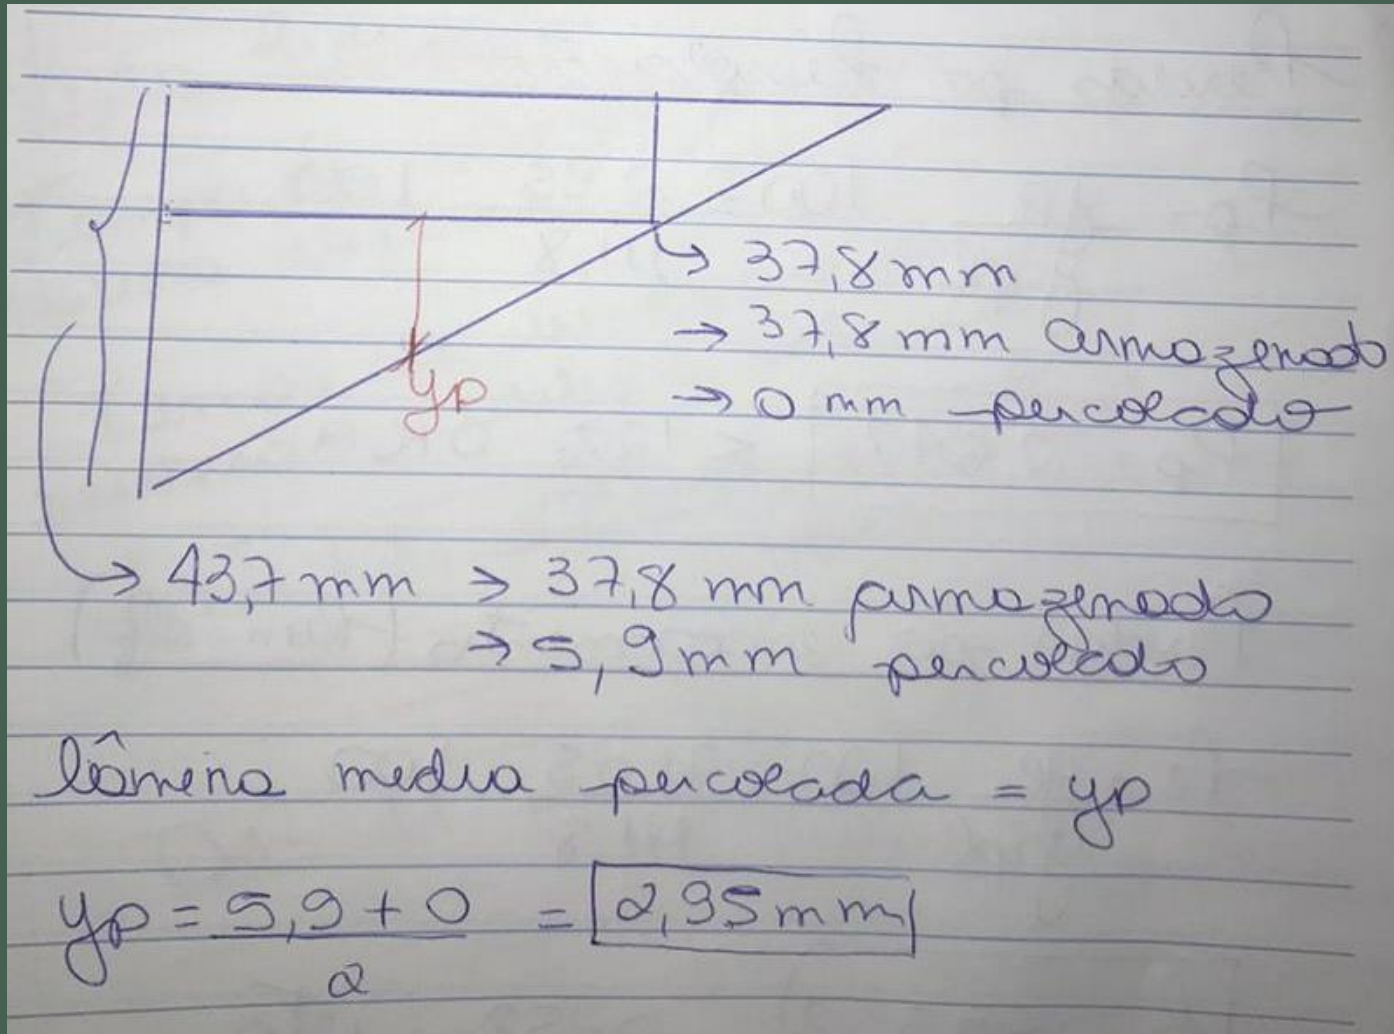 → 37,8 mm
→ 37,8 mm armazenado
→ 0 mm percolado
yp
→ 43,7 mm → 37,8 mm armazenado
→ 5,9 mm percolado
lâmina media percolada = yp
yp = 5,9 + 0 = 2,95 mm
2